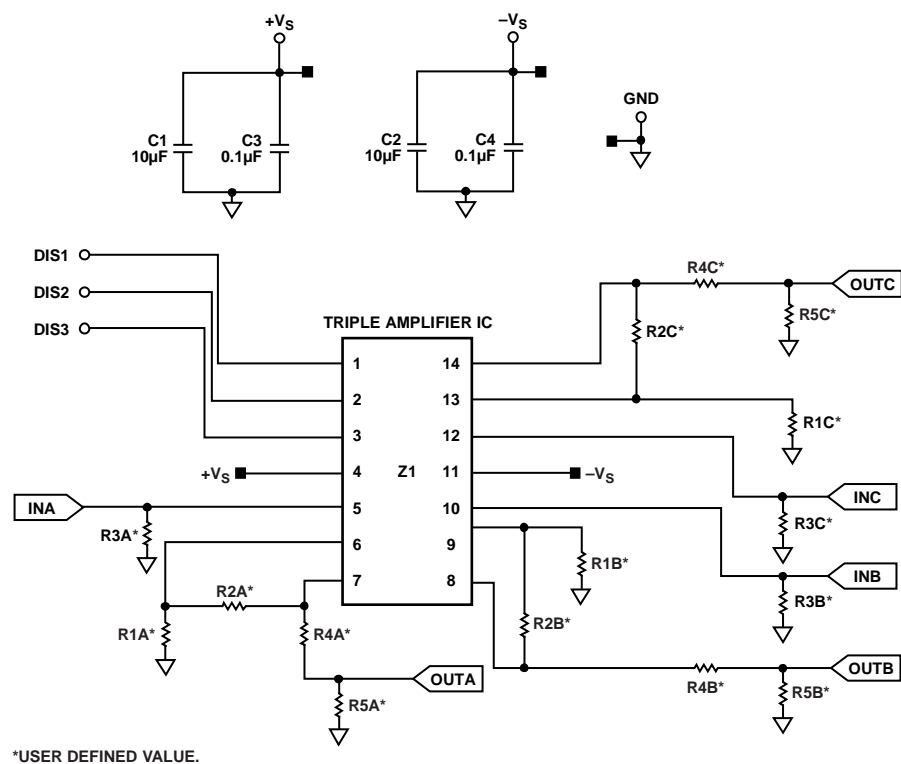 +VS
–VS
C1
10µF
C3
0.1µF
C2
10µF
C4
0.1µF
GND
DIS1
DIS2
DIS3
TRIPLE AMPLIFIER IC
R4C*
OUTC
R5C*
R2C*
R1C*
1
2
3
4
5
6
7
Z1
14
13
12
11
10
9
8
+VS
–VS
INA
R3A*
INC
R3C*
INB
R3B*
R1B*
R2B*
R2A*
R1A*
R4A*
OUTA
R5A*
R4B*
OUTB
R5B*
*USER DEFINED VALUE.